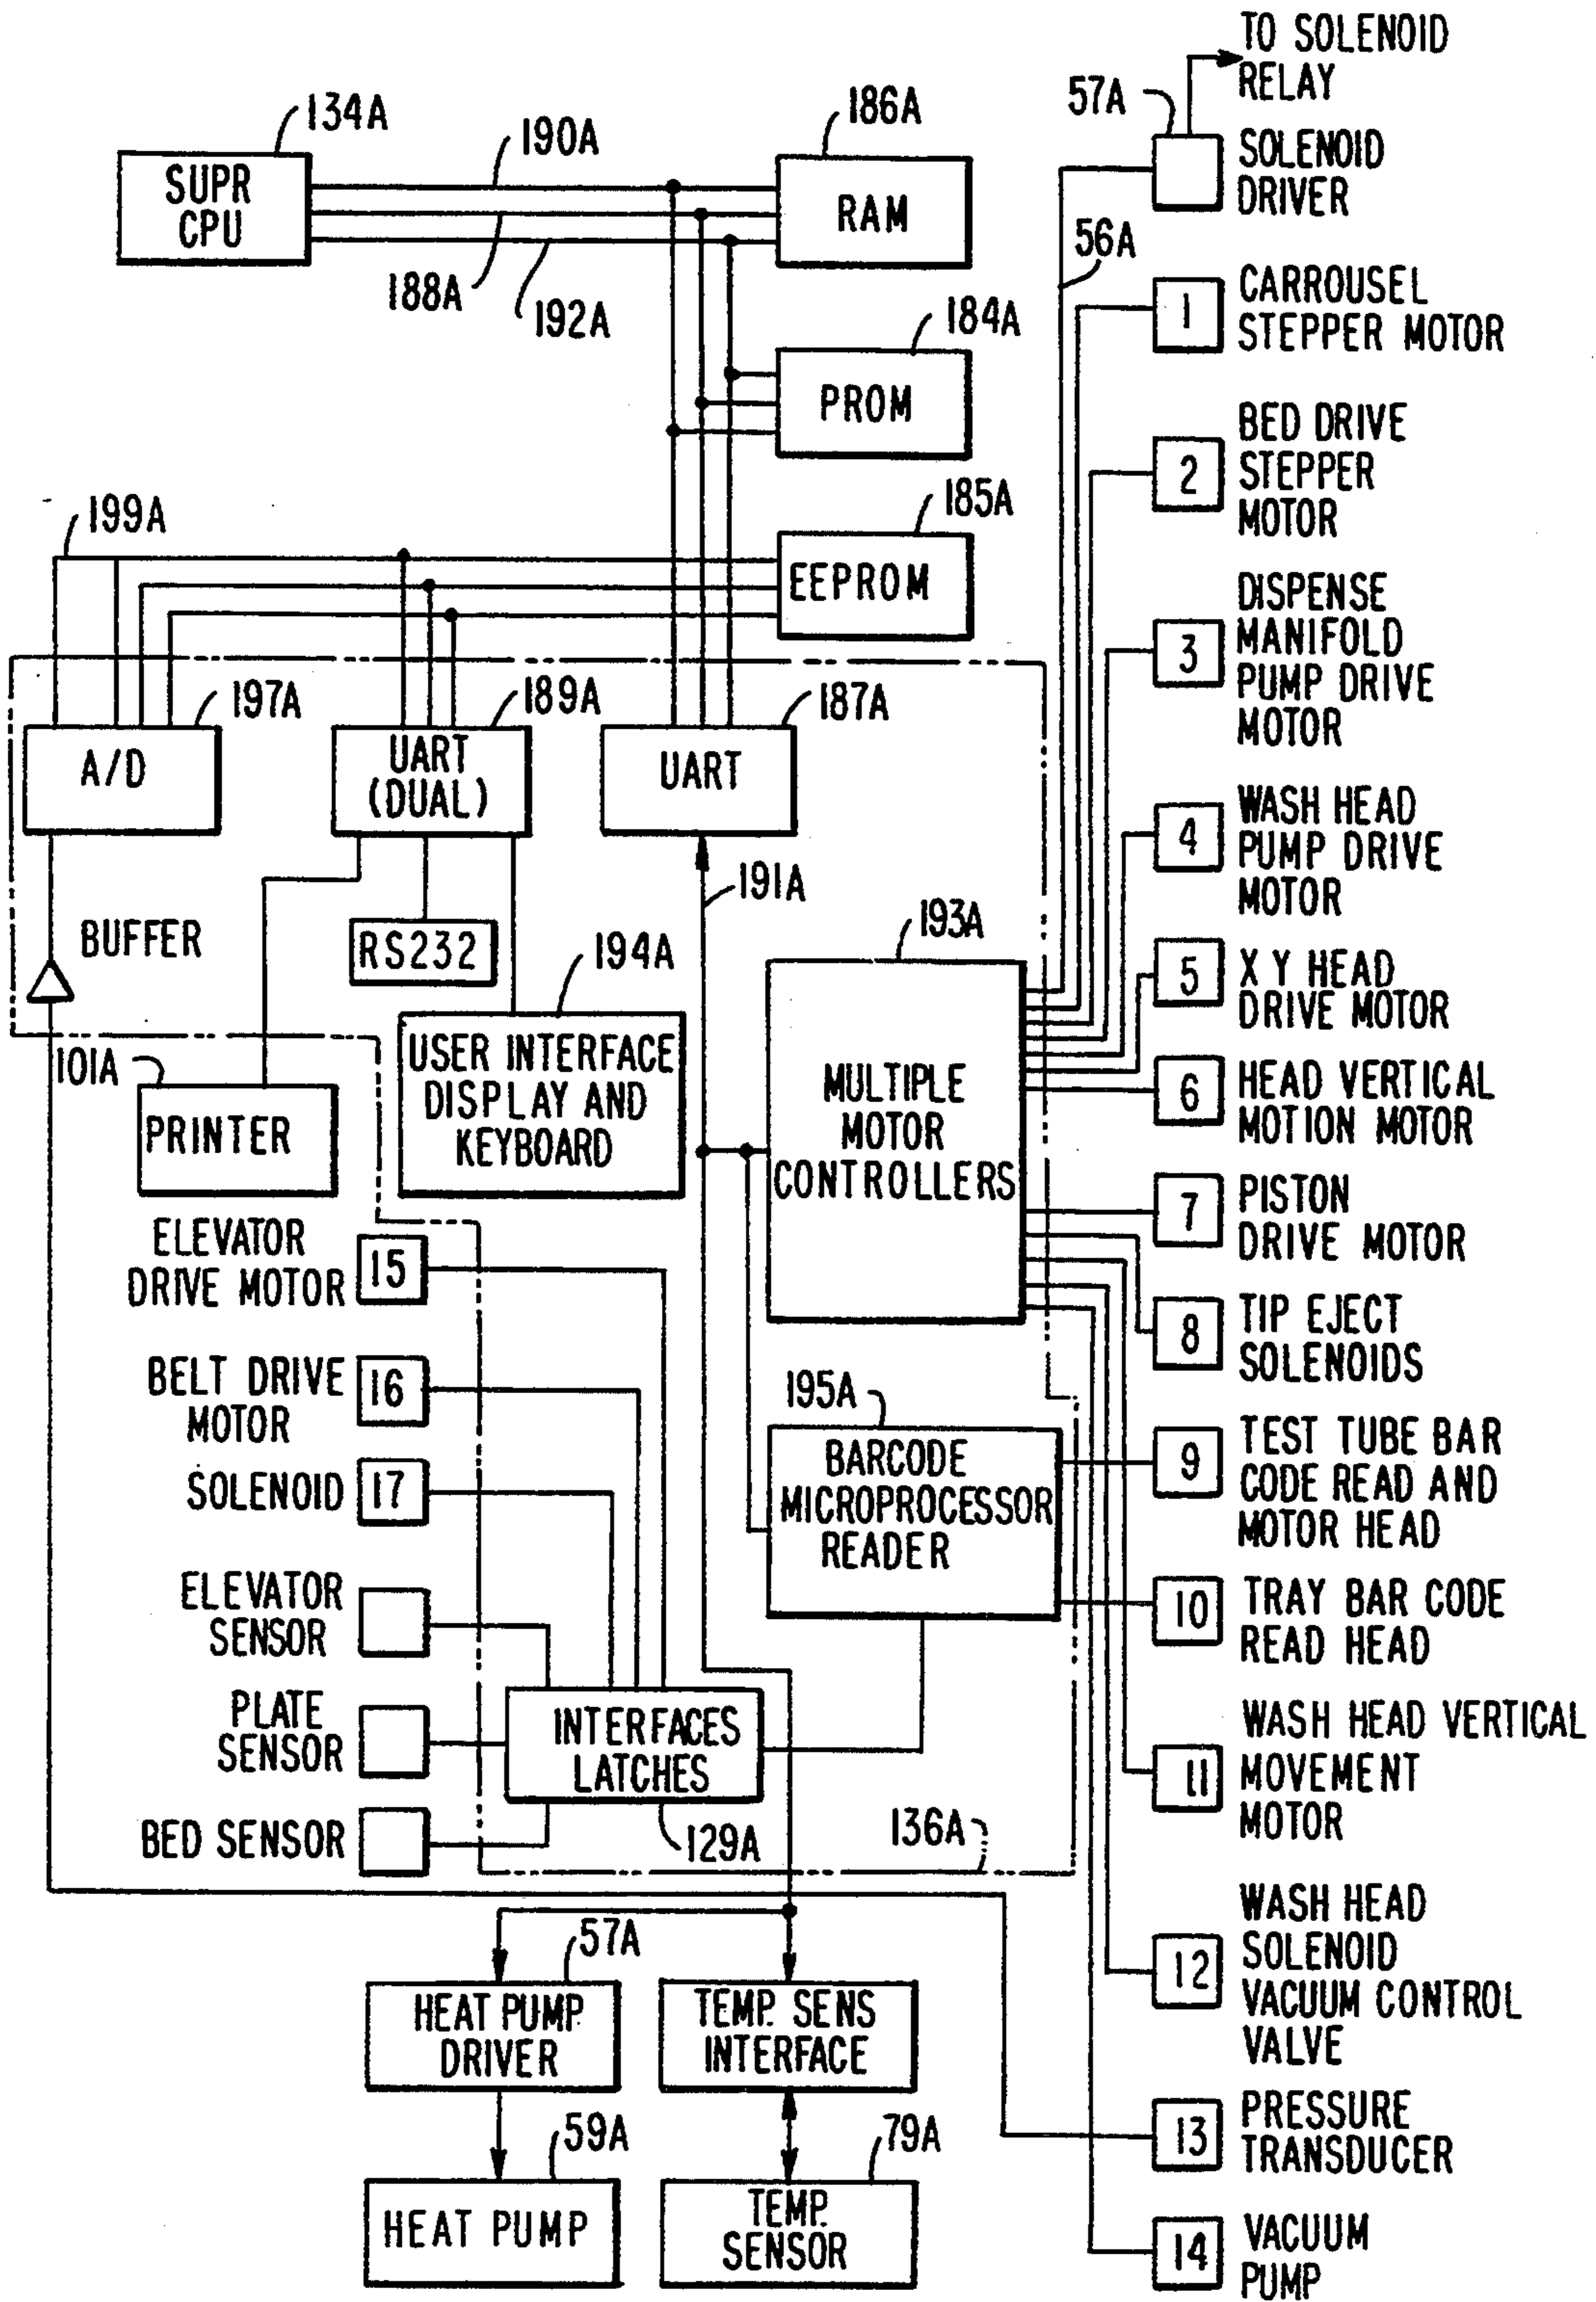 TO SOLENOID
RELAY
57A
SOLENOID
DRIVER
134A
SUPR
CPU
190A
188A
192A
186A
RAM
56A
1
CARROUSEL
STEPPER MOTOR
184A
PROM
2
BED DRIVE
STEPPER
MOTOR
199A
185A
EEPROM
3
DISPENSE
MANIFOLD
PUMP DRIVE
MOTOR
197A
A/D
189A
UART
(DUAL)
187A
UART
4
WASH HEAD
PUMP DRIVE
MOTOR
191A
BUFFER
RS232
194A
USER INTERFACE
DISPLAY AND
KEYBOARD
193A
MULTIPLE
MOTOR
CONTROLLERS
5
X Y HEAD
DRIVE MOTOR
101A
PRINTER
6
HEAD VERTICAL
MOTION MOTOR
7
PISTON
DRIVE MOTOR
ELEVATOR
DRIVE MOTOR
15
8
TIP EJECT
SOLENOIDS
BELT DRIVE
MOTOR
16
195A
BARCODE
MICROPROCESSOR
READER
9
TEST TUBE BAR
CODE READ AND
MOTOR HEAD
SOLENOID
17
ELEVATOR
SENSOR
10
TRAY BAR CODE
READ HEAD
PLATE
SENSOR
INTERFACES
LATCHES
11
WASH HEAD VERTICAL
MOVEMENT
MOTOR
BED SENSOR
129A
136A
12
WASH HEAD
SOLENOID
VACUUM CONTROL
VALVE
57A
HEAT PUMP
DRIVER
TEMP. SENS
INTERFACE
13
PRESSURE
TRANSDUCER
59A
HEAT PUMP
79A
TEMP.
SENSOR
14
VACUUM
PUMP